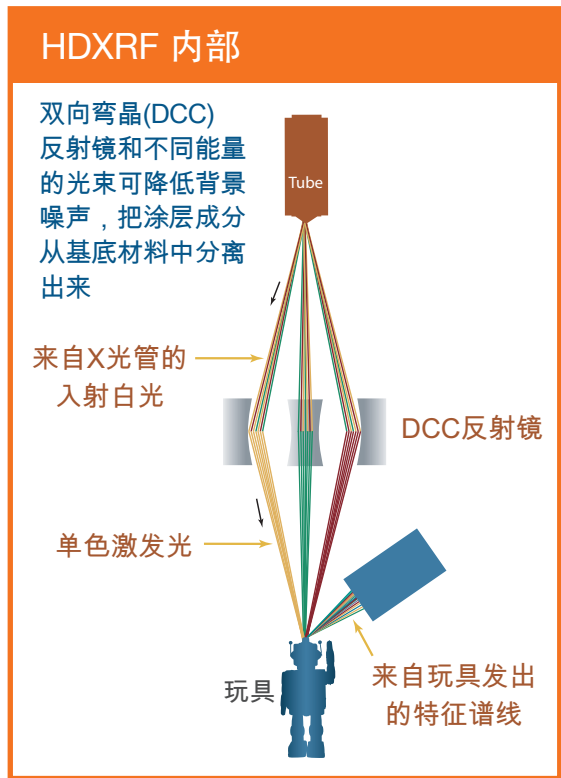 HDXRF 内部
双向弯晶(DCC)
反射镜和不同能量
的光束可降低背景
噪声，把涂层成分
从基底材料中分离
出来
Tube
来自X光管的
入射白光
DCC反射镜
单色激发光
玩具
来自玩具发出
的特征谱线